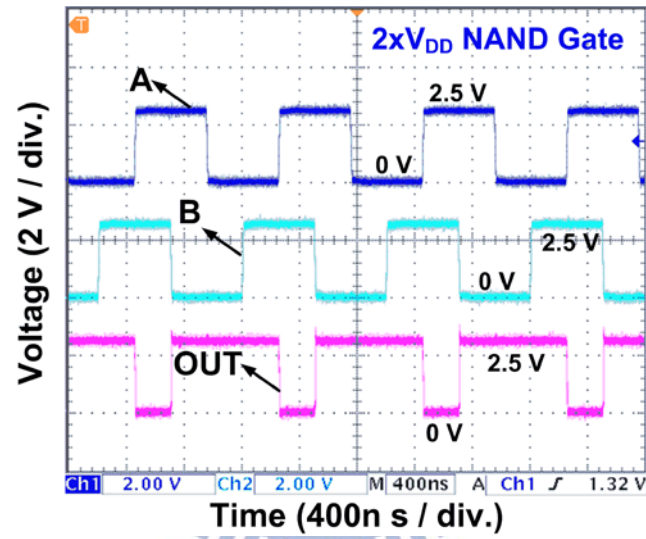 T
2xVDD NAND Gate
A
2.5 V
0 V
B
2.5 V
0 V
OUT
2.5 V
0 V
Voltage (2 V / div.)
Ch1 2.00 V Ch2 2.00 V M 400ns A Ch1 1.32 V
Time (400n s / div.)